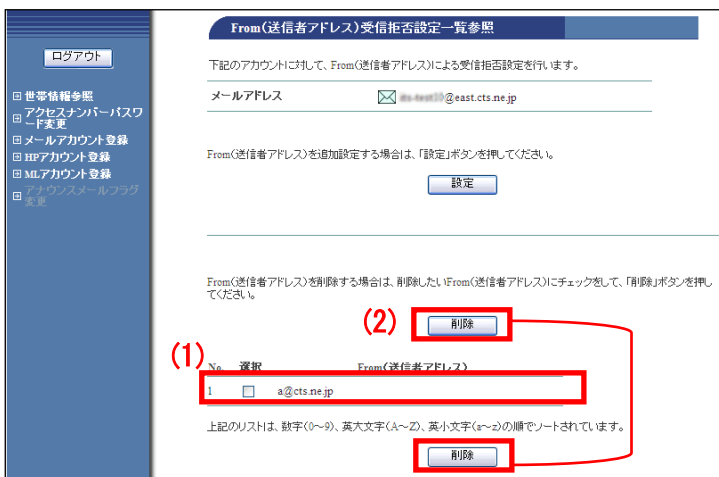 From(送信者アドレス)受信拒否設定一覧参照
ログアウト
下記のアカウントに対して、From(送信者アドレス)による受信拒否設定を行います。
世帯情報参照
アクセスナンバーパスワ
ード変更
メールアカウント登録
HPアカウント登録
MLアカウント登録
アナウンスメールフラグ
変更
メールアドレス
@east.cts.ne.jp
From(送信者アドレス)を追加設定する場合は、「設定」ボタンを押してください。
設定
From(送信者アドレス)を削除する場合は、削除したいFrom(送信者アドレス)にチェックをして、「削除」ボタンを押し
てください。
(2)
削除
(1)
No. 選択 From(送信者アドレス)
1 a@cts.ne.jp
上記のリストは、数字(0~9)、英大文字(A~Z)、英小文字(a~z)の順でソートされています。
削除